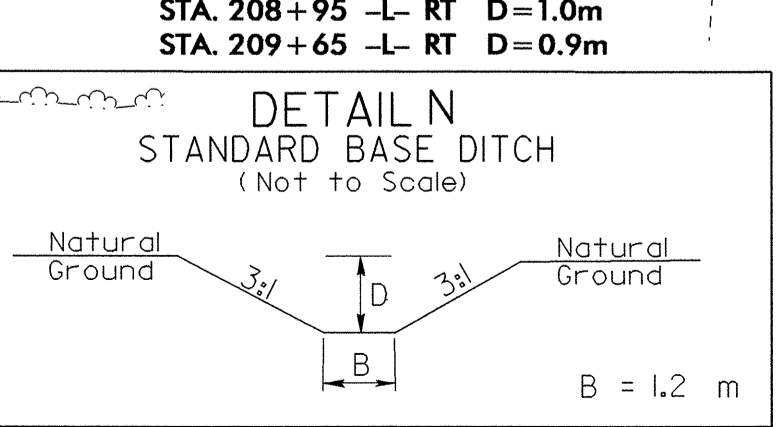 STA. 208+95 -L- RT D=1.0m
STA. 209+65 -L- RT D=0.9m
DETAIL N
STANDARD BASE DITCH
(Not to Scale)
Natural
Ground
3:1
D
3:1
Natural
Ground
B
B = 1.2 m